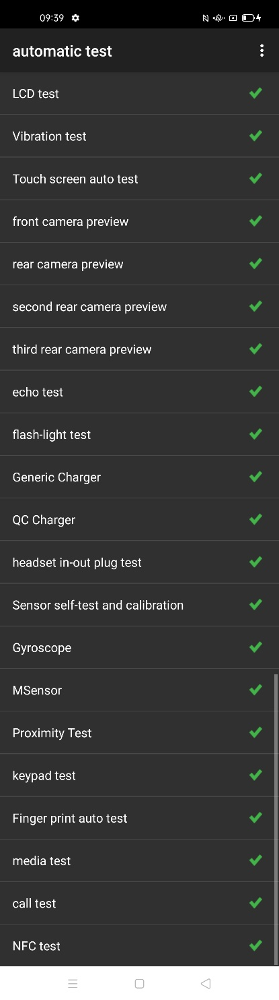 09:39
automatic test
LCD test
Vibration test
Touch screen auto test
front camera preview
rear camera preview
second rear camera preview
third rear camera preview
echo test
flash-light test
Generic Charger
QC Charger
headset in-out plug test
Sensor self-test and calibration
Gyroscope
MSensor
Proximity Test
keypad test
Finger print auto test
media test
call test
NFC test